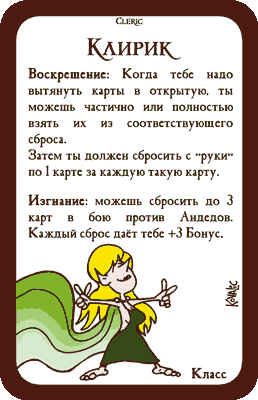 Cleric
Клирик
Воскрешение: Когда тебе надо
вытянуть карты в открытую, ты
можешь частично или полностью
взять их из соответствующего
сброса.
Затем ты должен сбросить с "руки"
по 1 карте за каждую такую карту.
Изгнание: можешь сбросить до 3
карт в бою против Андедов.
Каждый сброс даёт тебе +3 Бонус.
Kovalic
Класс